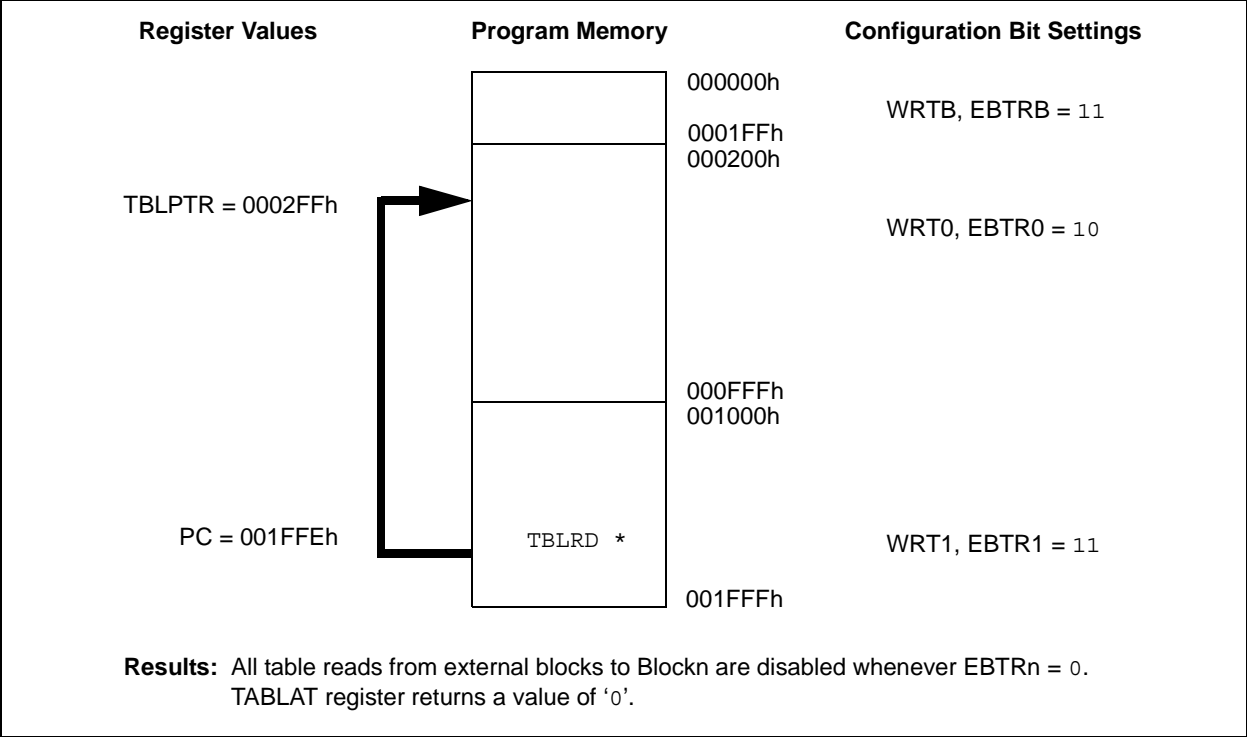 Register Values Program Memory Configuration Bit Settings
000000h
WRTB, EBTRB = 11
0001FFh
000200h
TBLPTR = 0002FFh
WRT0, EBTR0 = 10
000FFFh
001000h
PC = 001FFEh TBLRD * WRT1, EBTR1 = 11
001FFFh
Results: All table reads from external blocks to Blockn are disabled whenever EBTRn = 0.
TABLAT register returns a value of ‘0’.